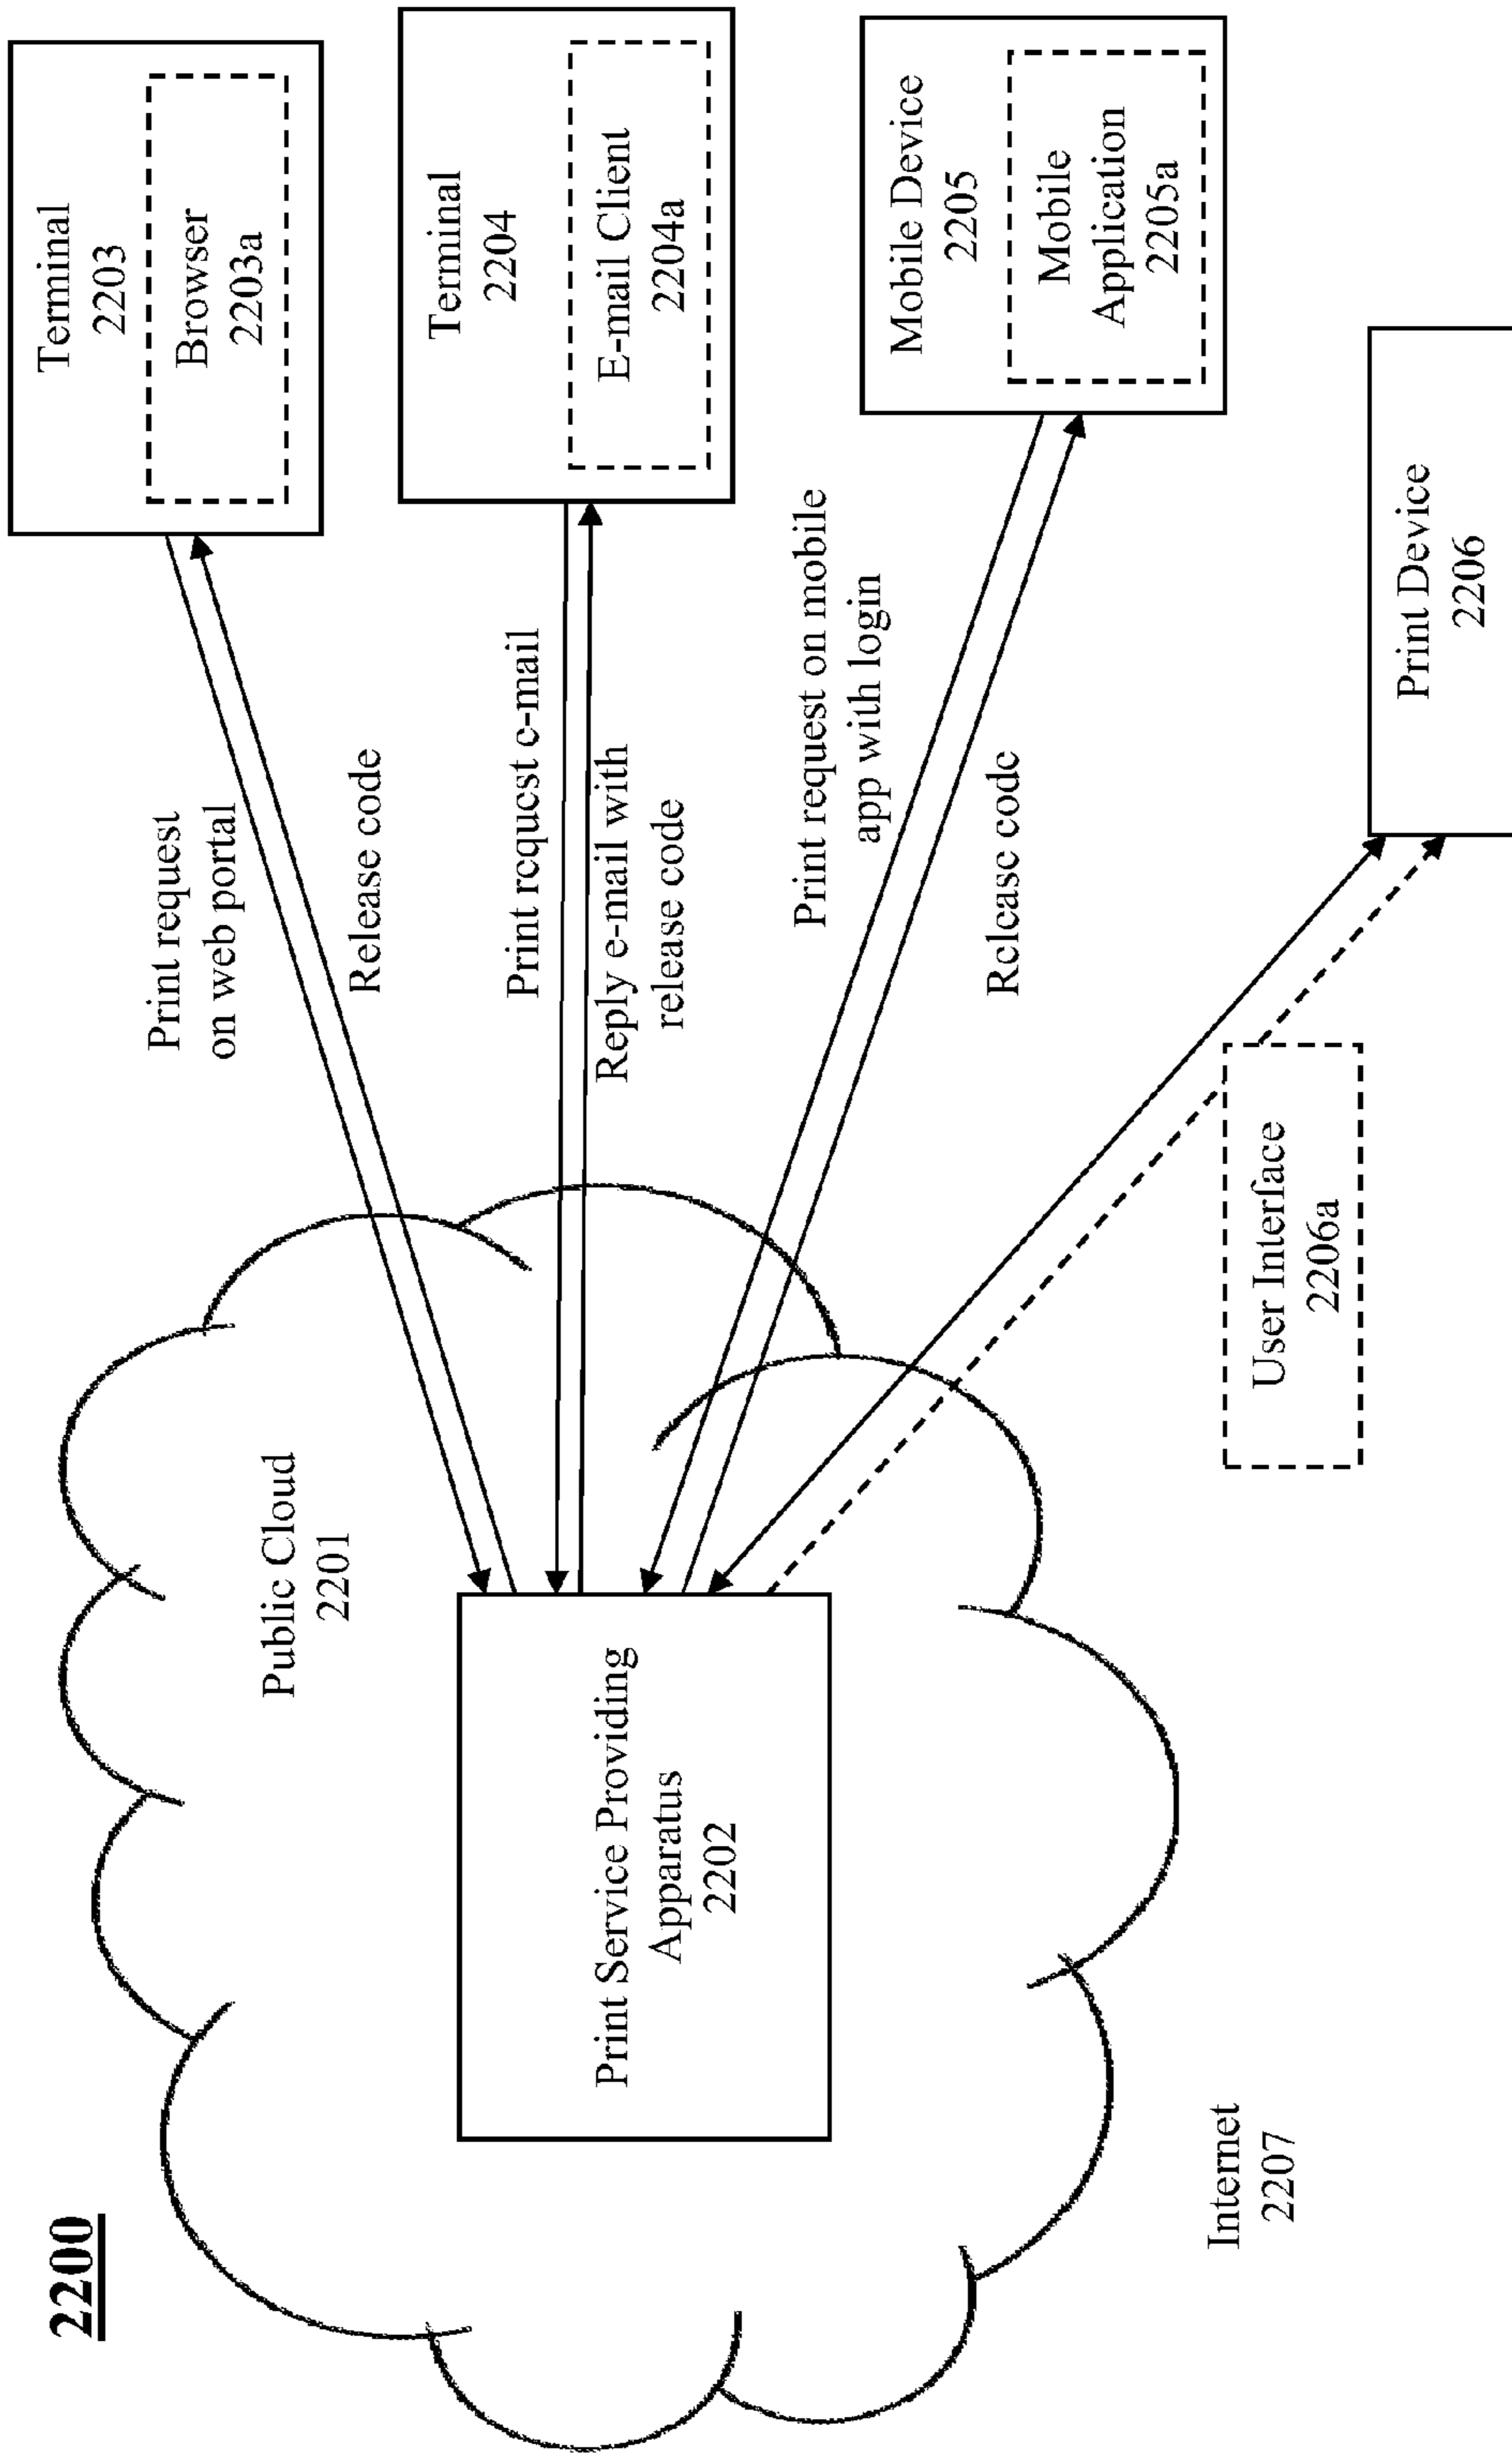 2200
Public Cloud
2201
Print Service Providing
Apparatus
2202
Internet
2207
Print request
on web portal
Release code
Print request e-mail
Reply e-mail with
release code
Print request on mobile
app with login
Release code
User Interface
2206a
Terminal
2203
Browser
2203a
Terminal
2204
E-mail Client
2204a
Mobile Device
2205
Mobile
Application
2205a
Print Device
2206